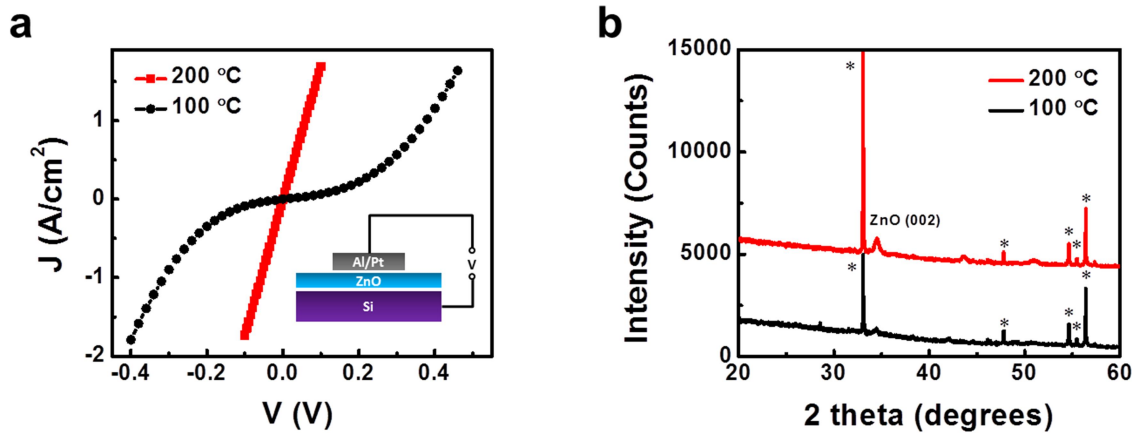 a
J (A/cm²)
1
0
-1
-2
200 °C
100 °C
Al/Pt
ZnO
Si
V
-0.4 -0.2 0.0 0.2 0.4
V (V)
b
Intensity (Counts)
15000
10000
5000
0
200 °C
100 °C
*
ZnO (002)
* * * *
*
* * * *
20 30 40 50 60
2 theta (degrees)